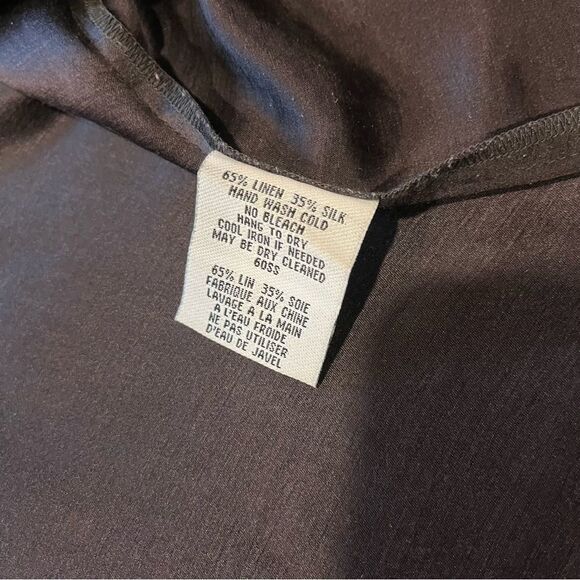 65% LINEN 35% SILK
HAND WASH COLD
NO BLEACH
HANG TO DRY
COOL IRON IF NEEDED
MAY BE DRY CLEANED
60SS
65% LIN 35% SOIE
FABRIQUE AUX CHINE
LAVAGE A LA MAIN
A L'EAU FROIDE
NE PAS UTILISER
D'EAU DE JAVEL